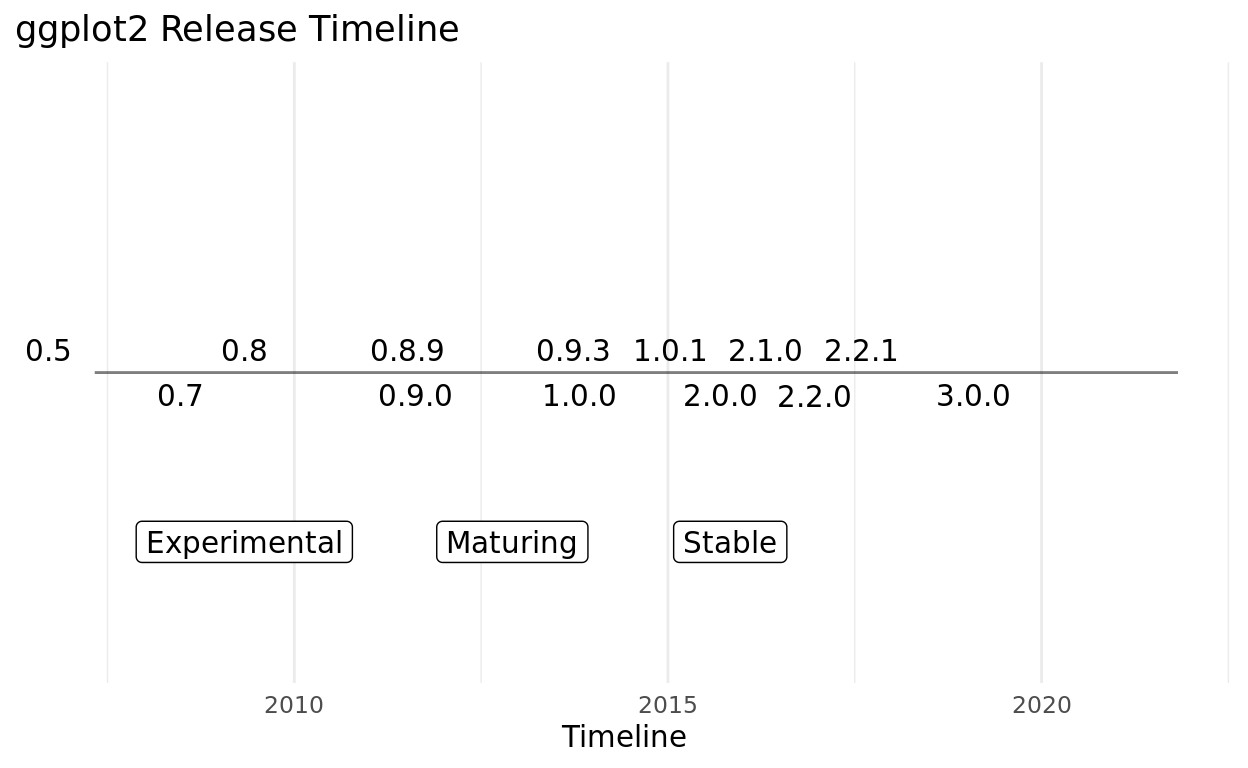 ggplot2 Release Timeline
0.5 0.8 0.8.9 0.9.3 1.0.1 2.1.0 2.2.1
0.7 0.9.0 1.0.0 2.0.0 2.2.0 3.0.0
Experimental Maturing Stable
2010 2015 2020
Timeline